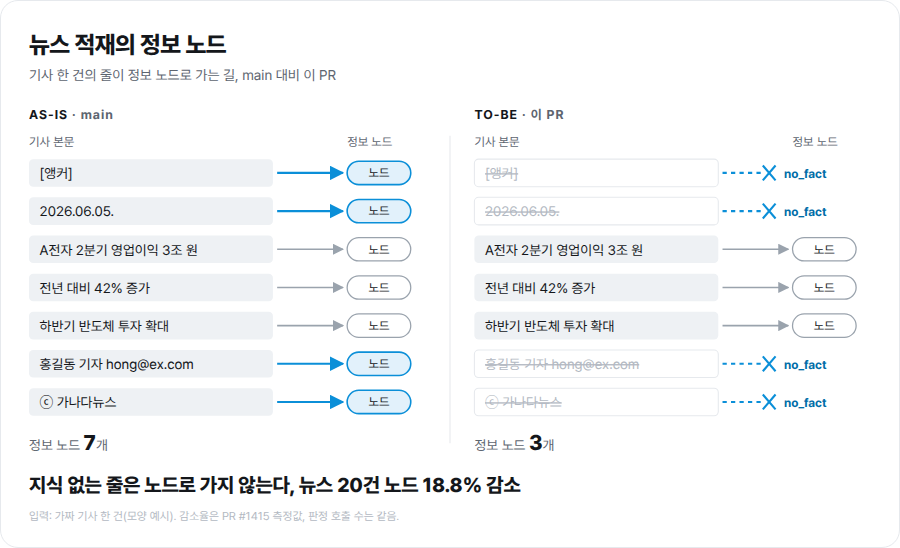 뉴스 적재의 정보 노드
기사 한 건의 줄이 정보 노드로 가는 길, main 대비 이 PR
AS-IS · main
기사 본문 정보 노드
[앵커] 노드
2026.06.05. 노드
A전자 2분기 영업이익 3조 원 노드
전년 대비 42% 증가 노드
하반기 반도체 투자 확대 노드
홍길동 기자 hong@ex.com 노드
ⓒ 가나다뉴스 노드
정보 노드 7개
TO-BE · 이 PR
기사 본문 정보 노드
[앵커] no_fact
2026.06.05. no_fact
A전자 2분기 영업이익 3조 원 노드
전년 대비 42% 증가 노드
하반기 반도체 투자 확대 노드
홍길동 기자 hong@ex.com no_fact
ⓒ 가나다뉴스 no_fact
정보 노드 3개
지식 없는 줄은 노드로 가지 않는다, 뉴스 20건 노드 18.8% 감소
입력: 가짜 기사 한 건(모양 예시). 감소율은 PR #1415 측정값, 판정 호출 수는 같음.